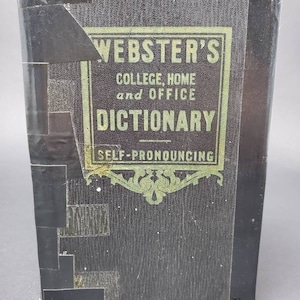 WEBSTER'S
COLLEGE, HOME
and OFFICE
DICTIONARY
SELF-PRONOUNCING